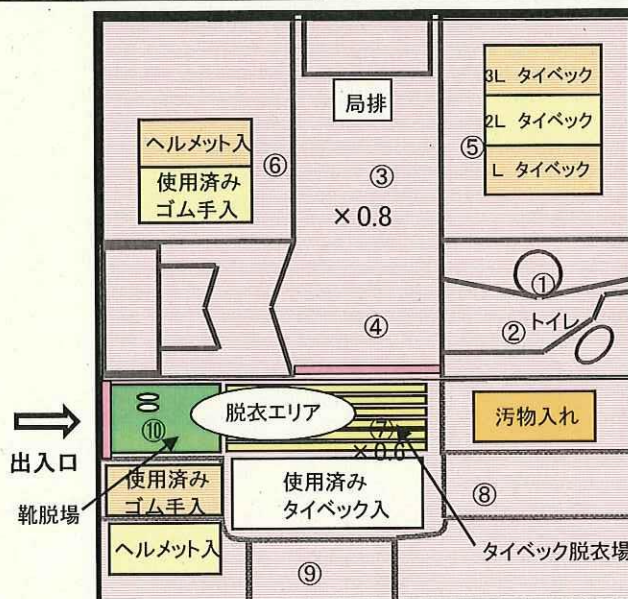 3L タイベック
2L タイベック
L タイベック
⑤
局排
ヘルメット入
使用済み
ゴム手入
⑥
③
×0.8
①
トイレ
②
④
脱衣エリア
⑩
(7)
×0.6
汚物入れ
出入口
靴脱場
使用済み
ゴム手入
使用済み
タイベック入
⑧
ヘルメット入
タイベック脱衣場
⑨